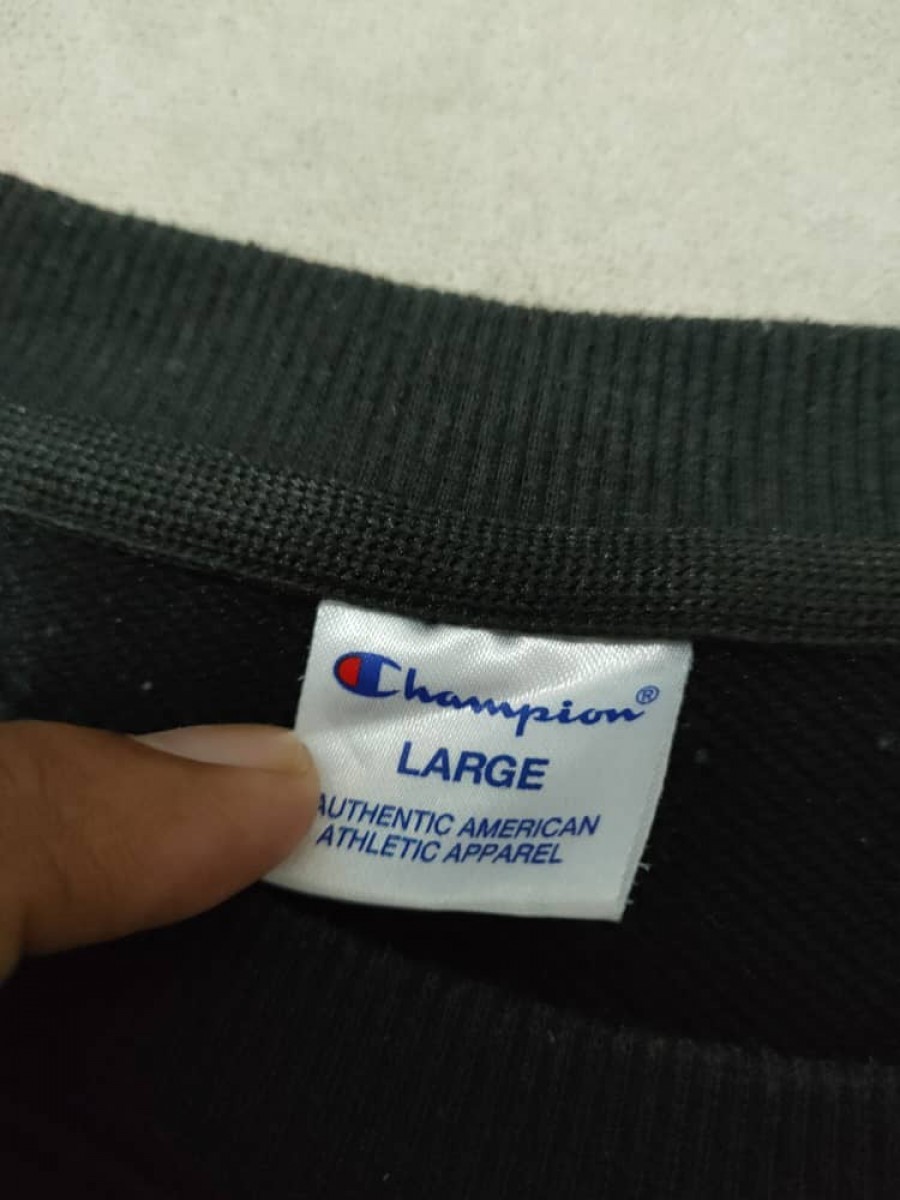 Champion®
LARGE
AUTHENTIC AMERICAN
ATHLETIC APPAREL